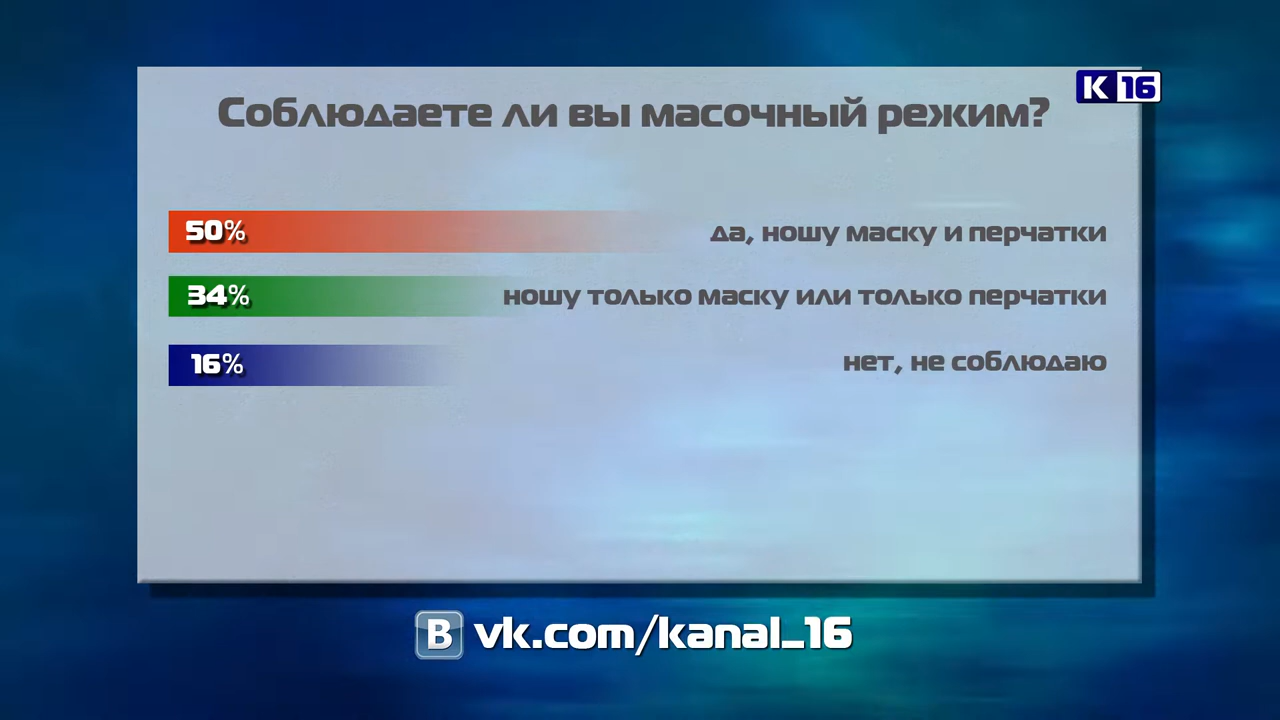 К 16
Соблюдаете ли вы масочный режим?
50% да, ношу маску и перчатки
34% ношу только маску или только перчатки
16% нет, не соблюдаю
В vk.com/kanal_16